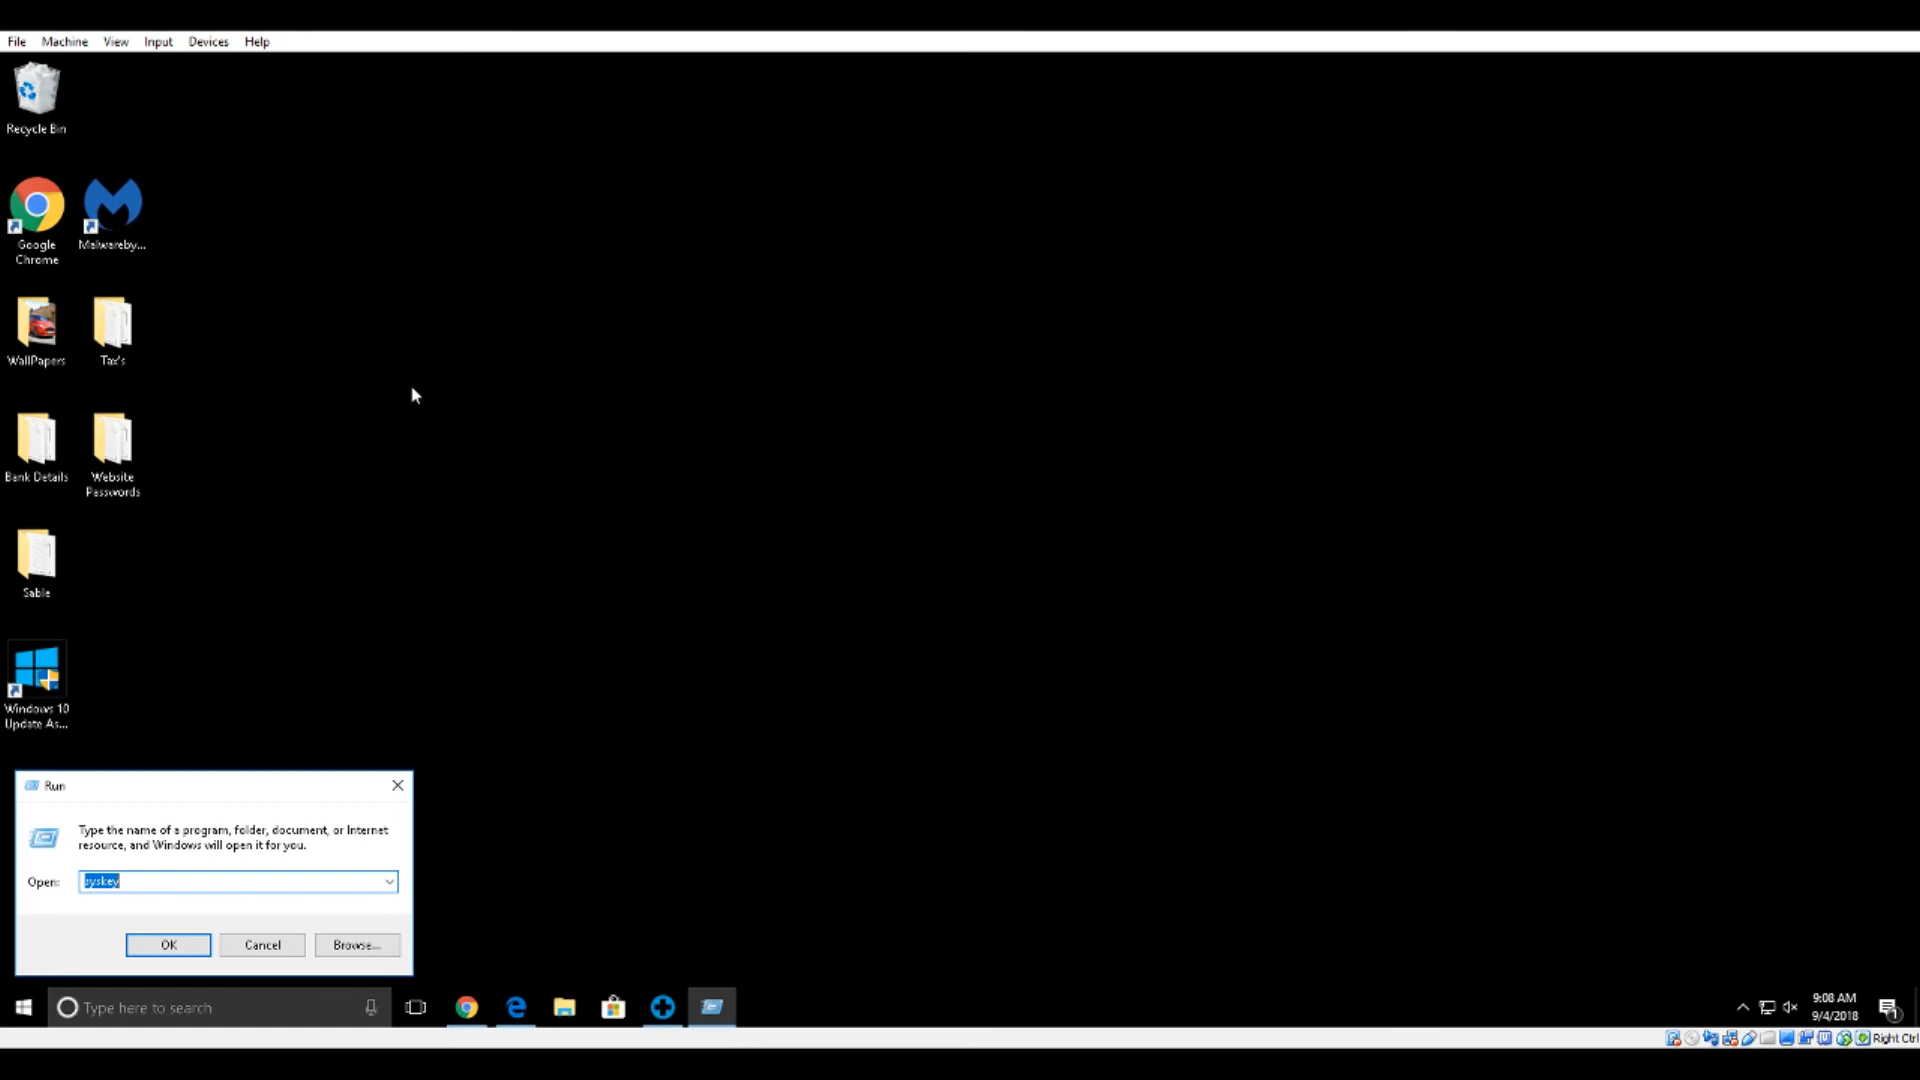 File Machine View Input Devices Help
Recycle Bin
Google
Chrome
Malwareby...
WallPapers
Tax's
Bank Details
Website
Passwords
Sable
Windows 10
Update As...
Run
Type the name of a program, folder, document, or Internet
resource, and Windows will open it for you.
Open:
syskey
OK
Cancel
Browse...
Type here to search
9:08 AM
9/4/2018
1
Right Ctrl